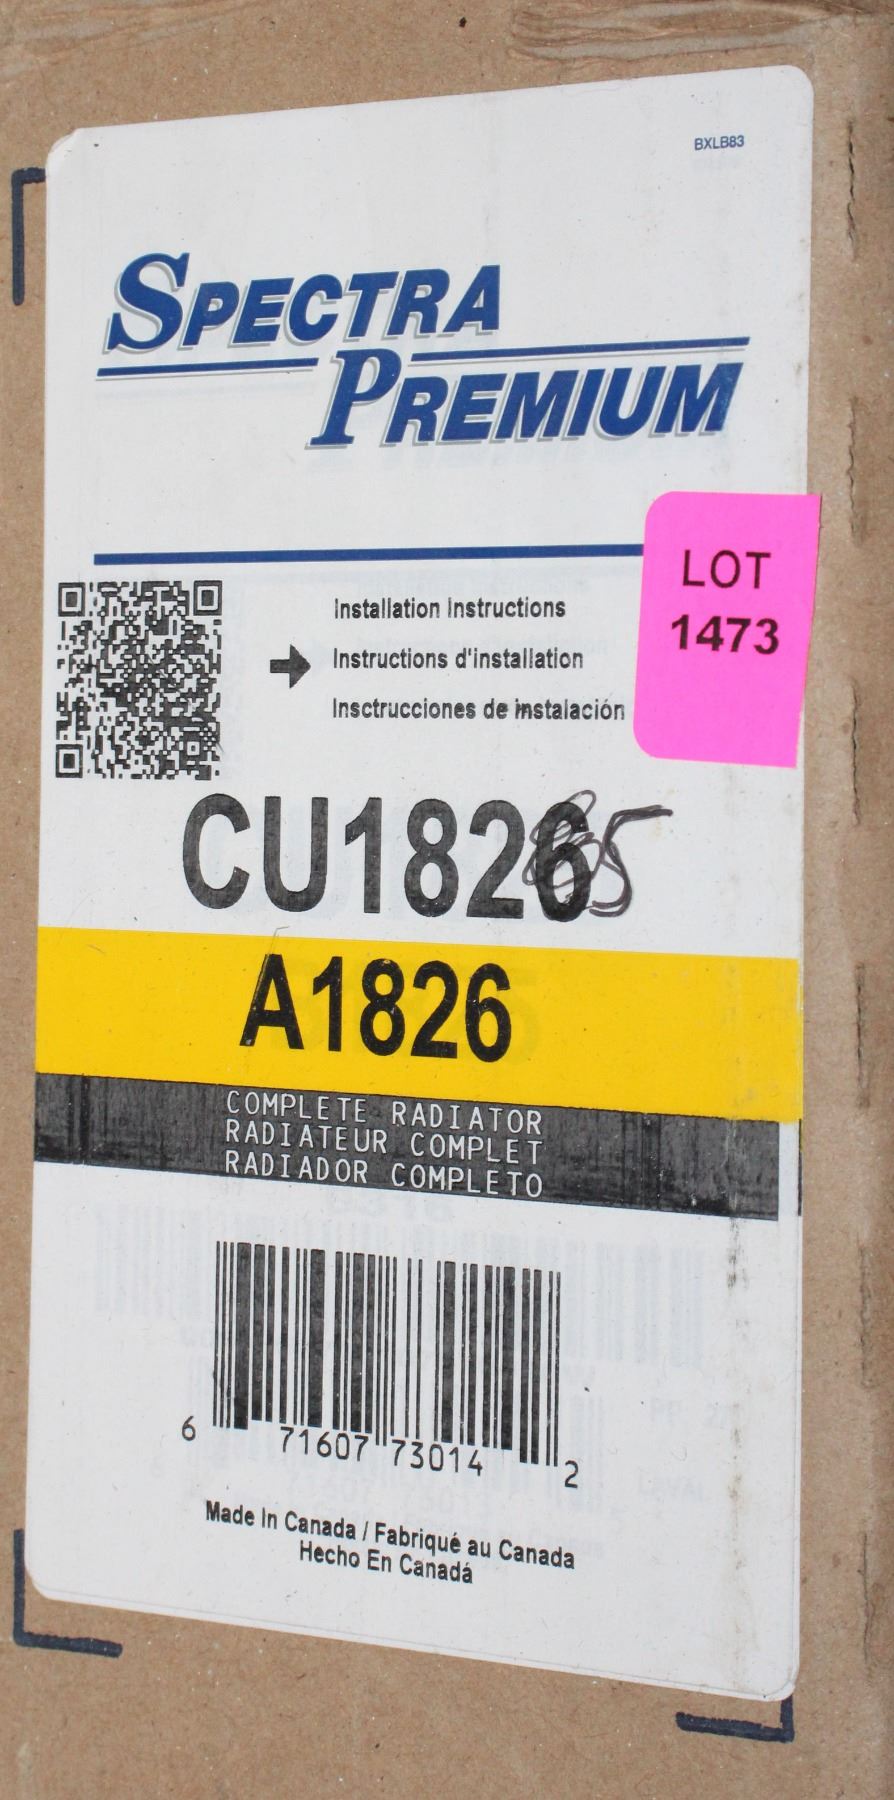 BXLB83
SPECTRA
PREMIUM
LOT
1473
Installation Instructions
Instructions d'installation
Insctrucciones de instalación
CU1826 5
A1826
COMPLETE RADIATOR
RADIATEUR COMPLET
RADIADOR COMPLETO
6 71607 73014 2
Made In Canada / Fabriqué au Canada
Hecho En Canadá